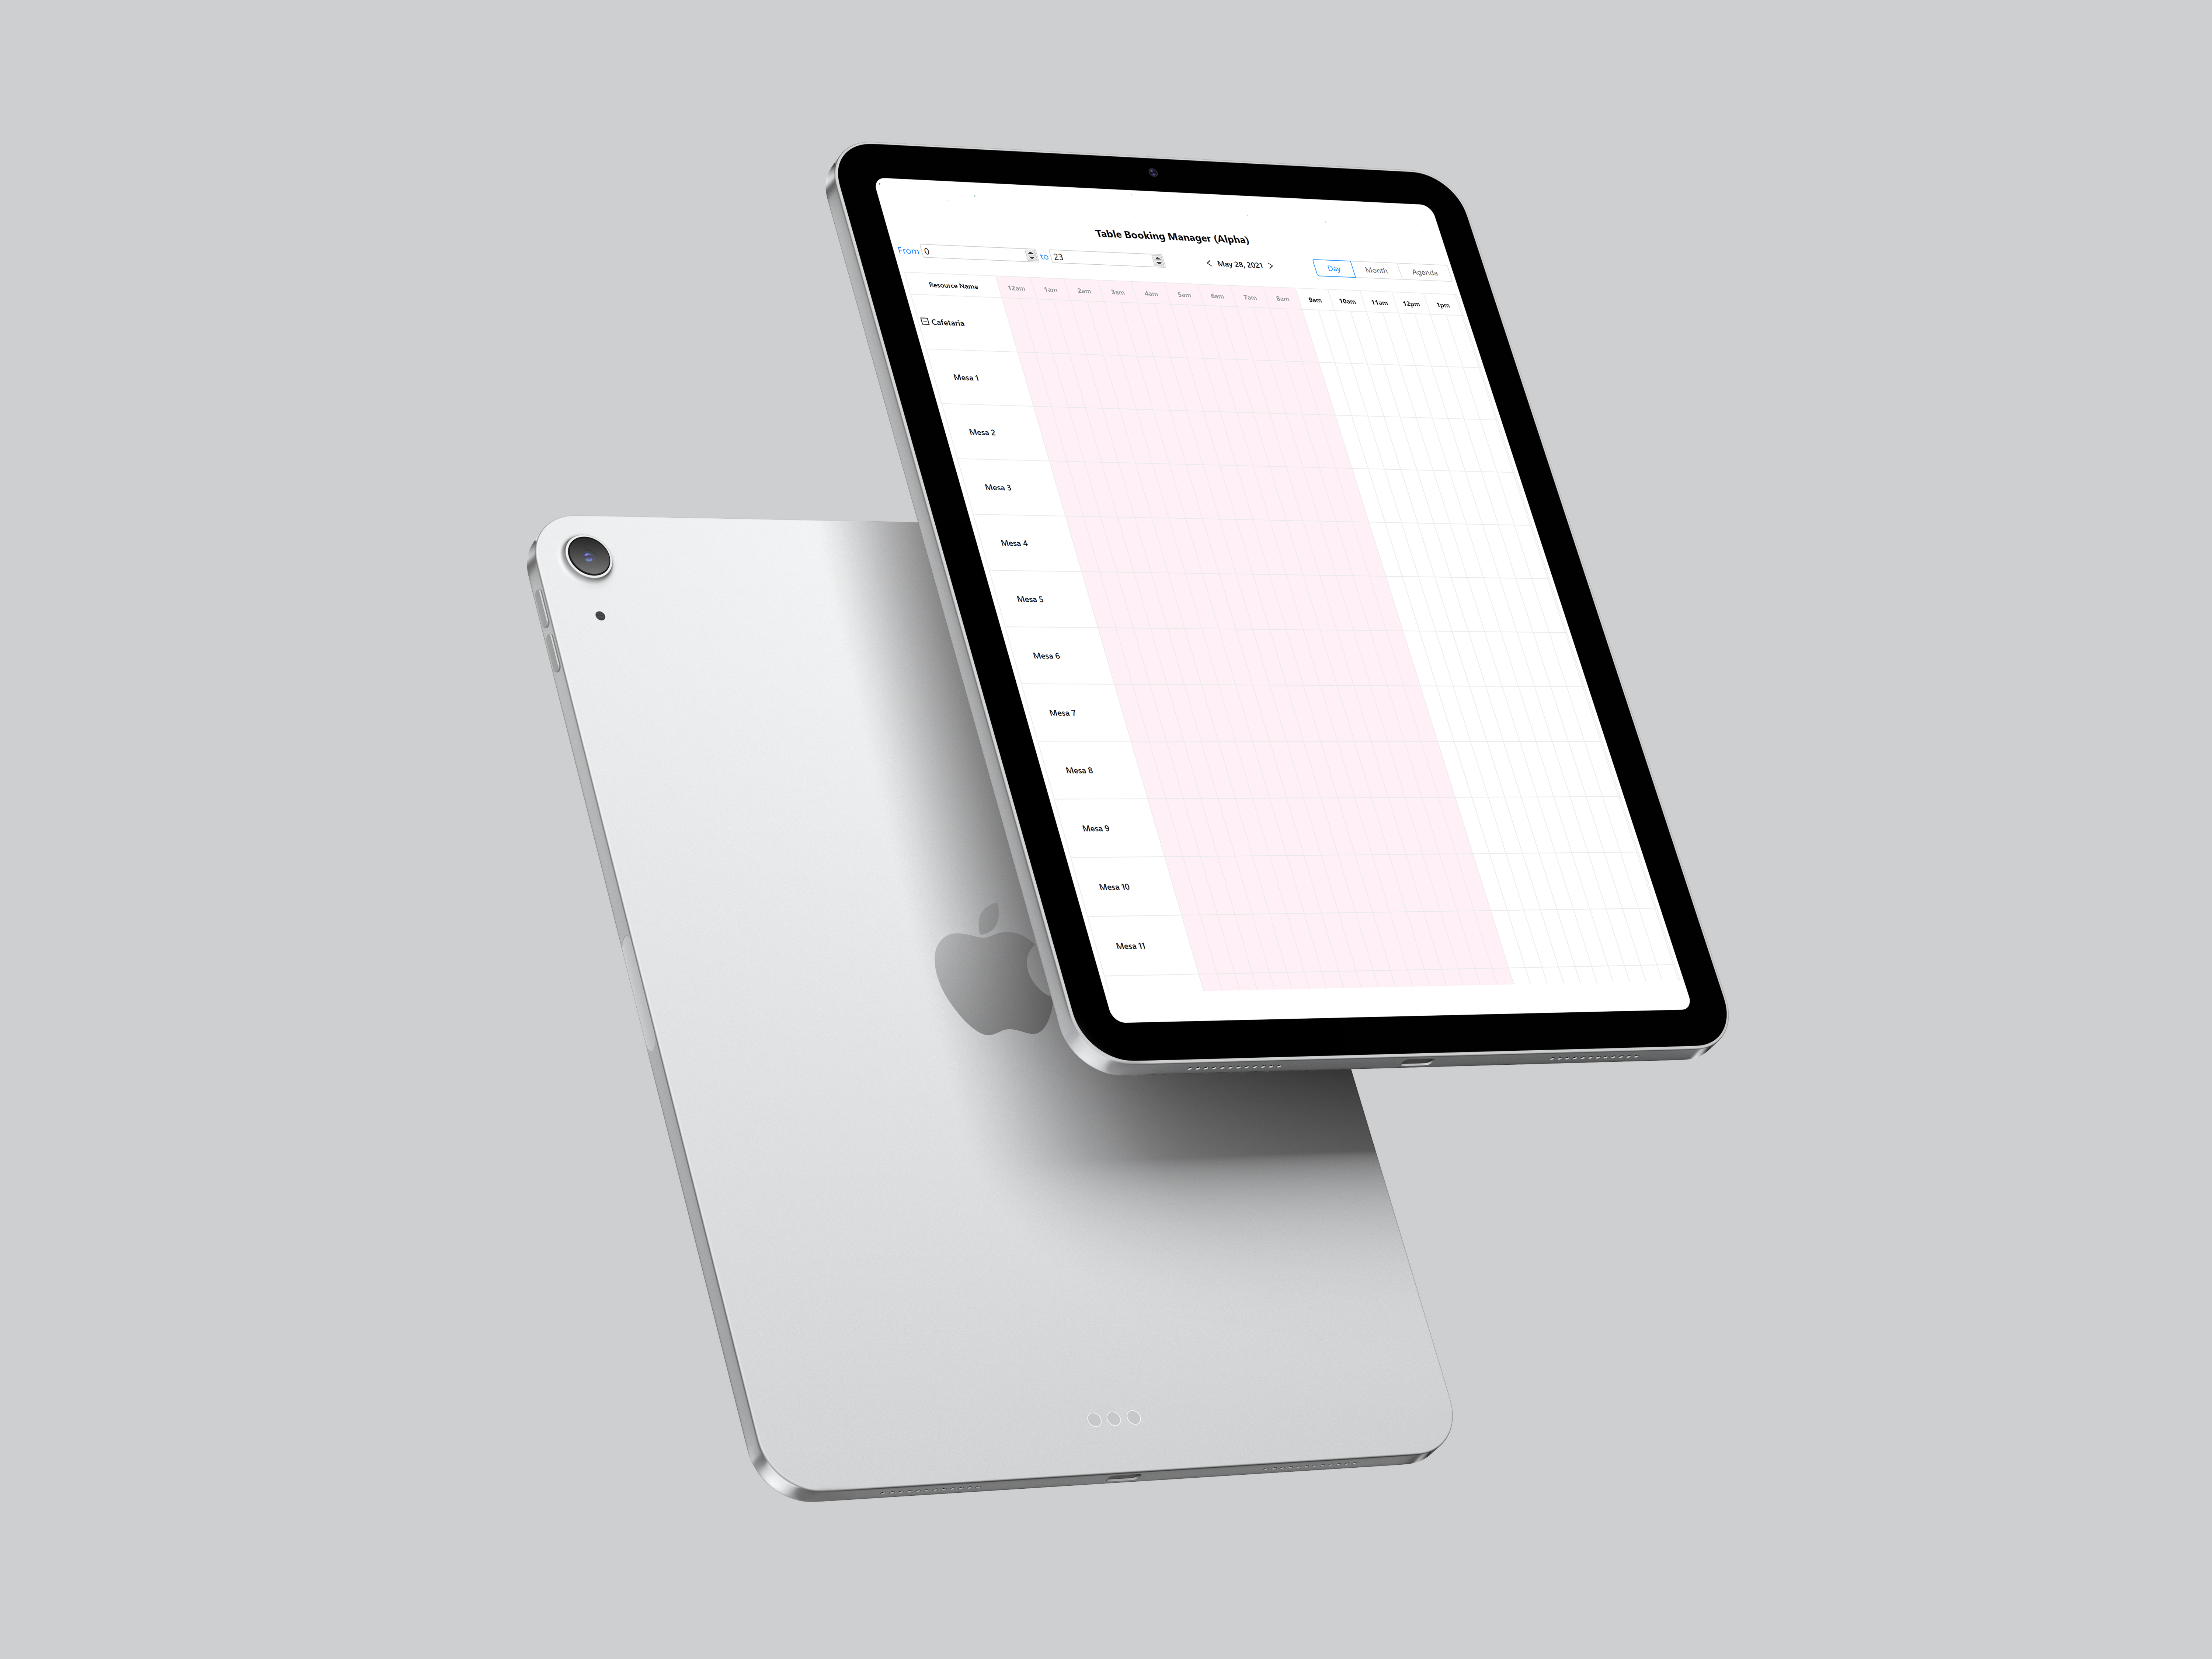 Table Booking Manager (Alpha)
From 0 to 23 < May 28, 2021 > Day Month Agenda
Resource Name 12am 1am 2am 3am 4am 5am 6am 7am 8am 9am 10am 11am 12pm 1pm
Cafetaria
Mesa 1
Mesa 2
Mesa 3
Mesa 4
Mesa 5
Mesa 6
Mesa 7
Mesa 8
Mesa 9
Mesa 10
Mesa 11